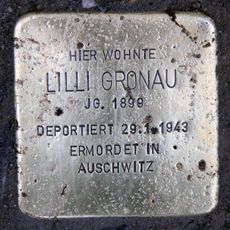 HIER WOHNTE
LILLI GRONAU
JG. 1899
DEPORTIERT 29.1.1943
ERMORDET IN
AUSCHWITZ